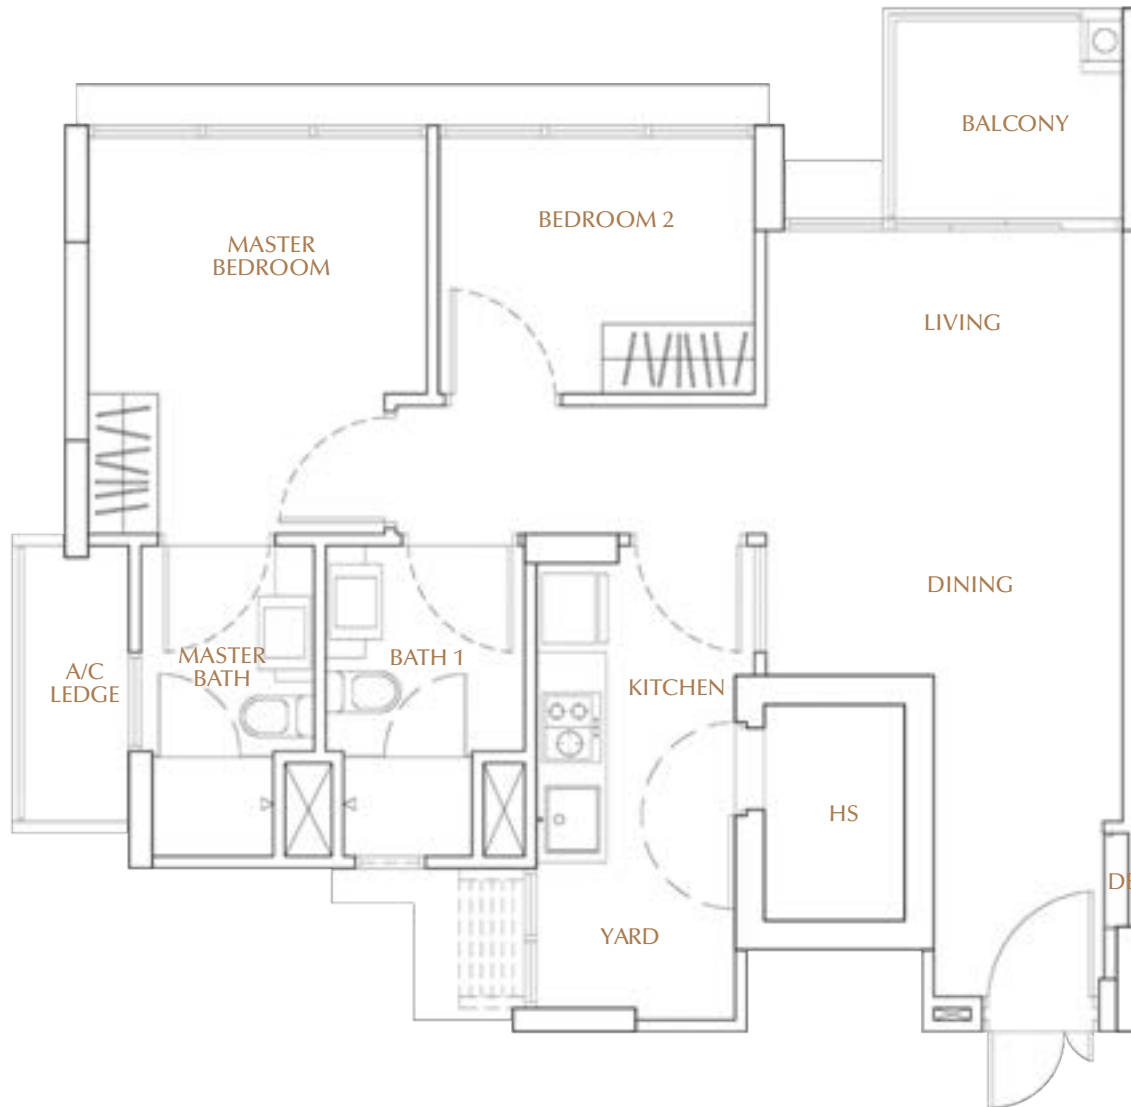 BALCONY
BEDROOM 2
MASTER
BEDROOM
LIVING
DINING
MASTER
BATH
BATH 1
A/C
LEDGE
KITCHEN
HS
YARD